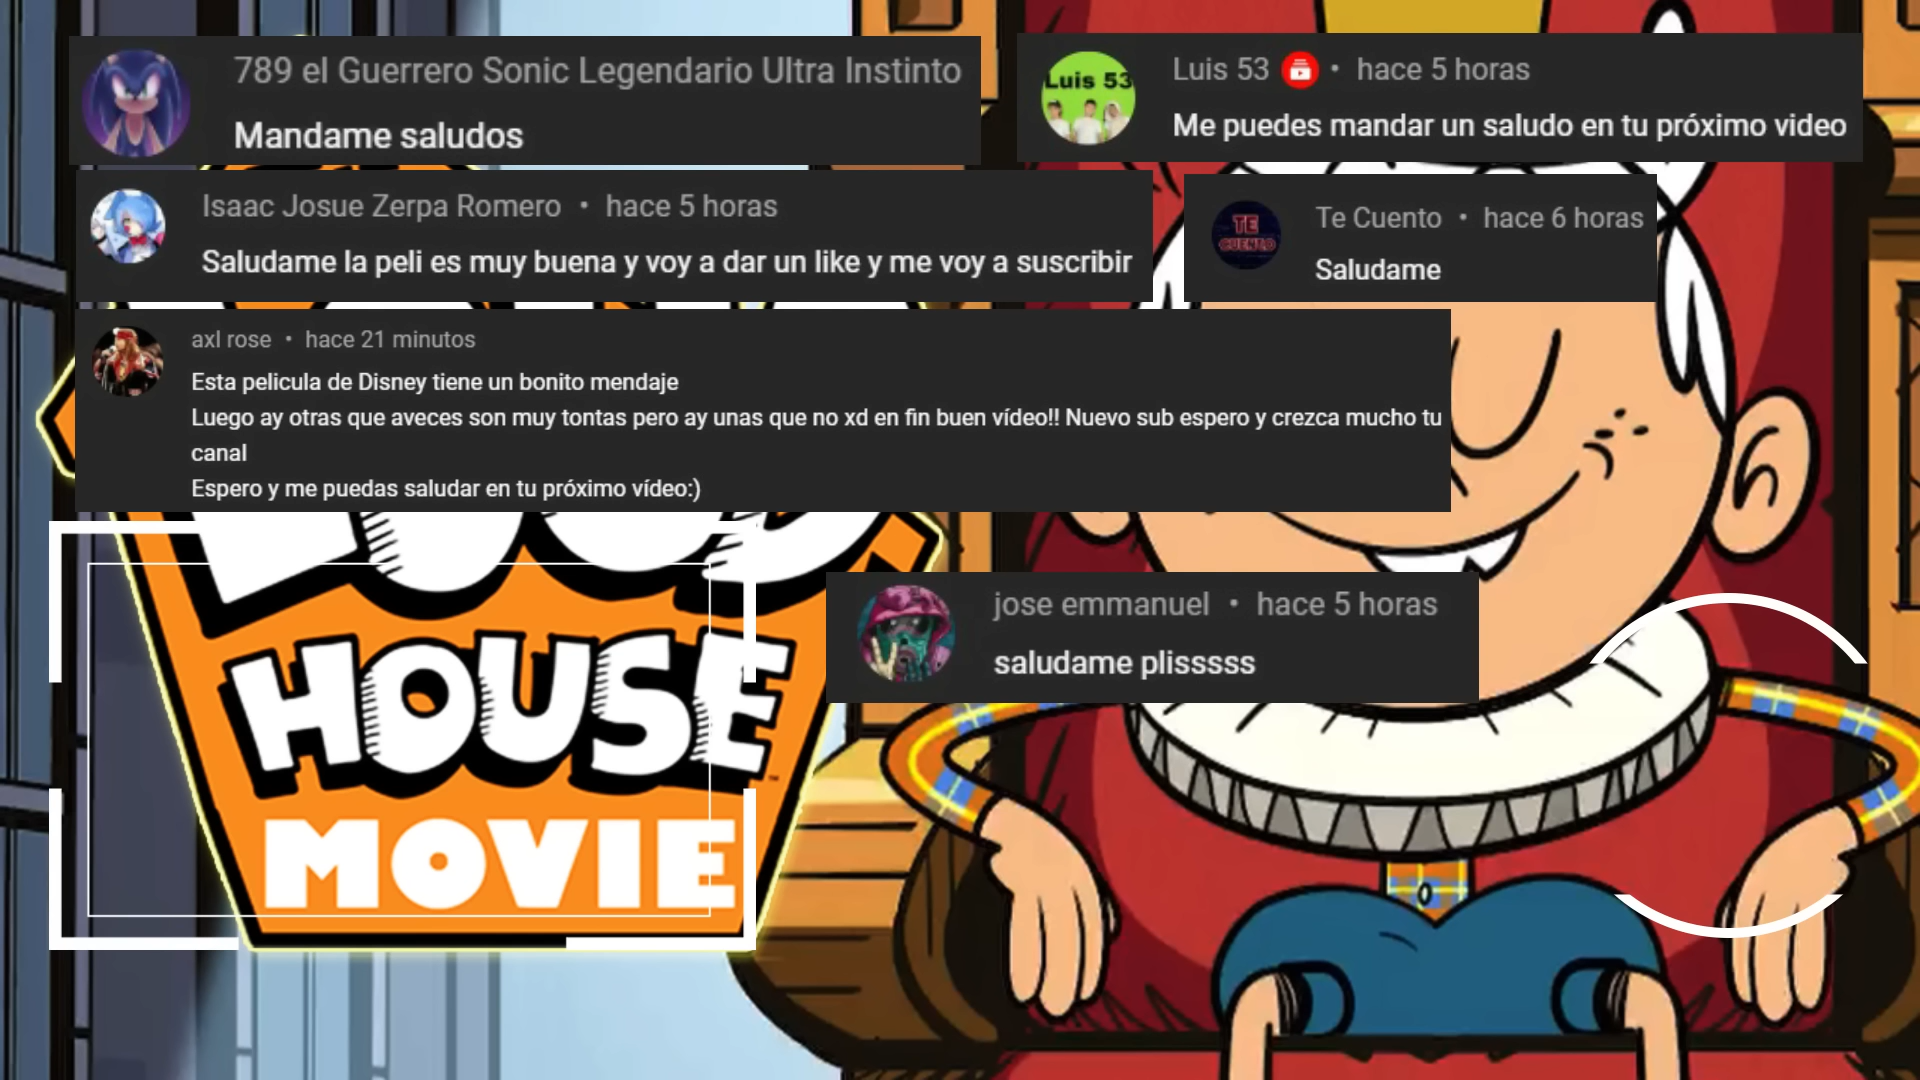 789 el Guerrero Sonic Legendario Ultra Instinto
Mandame saludos
Luis 53
Luis 53 • hace 5 horas
Me puedes mandar un saludo en tu próximo video
Isaac Josue Zerpa Romero • hace 5 horas
Saludame la peli es muy buena y voy a dar un like y me voy a suscribir
TE
CUENTO
Te Cuento • hace 6 horas
Saludame
axl rose • hace 21 minutos
Esta pelicula de Disney tiene un bonito mendaje
Luego ay otras que aveces son muy tontas pero ay unas que no xd en fin buen vídeo!! Nuevo sub espero y crezca mucho tu
canal
Espero y me puedas saludar en tu próximo vídeo:)
jose emmanuel • hace 5 horas
saludame plisssss
HOUSE
MOVIE